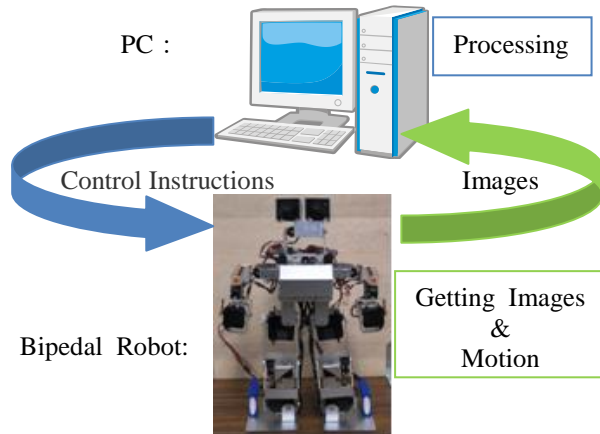 PC :
Processing
Control Instructions
Images
Getting Images
&
Motion
Bipedal Robot: